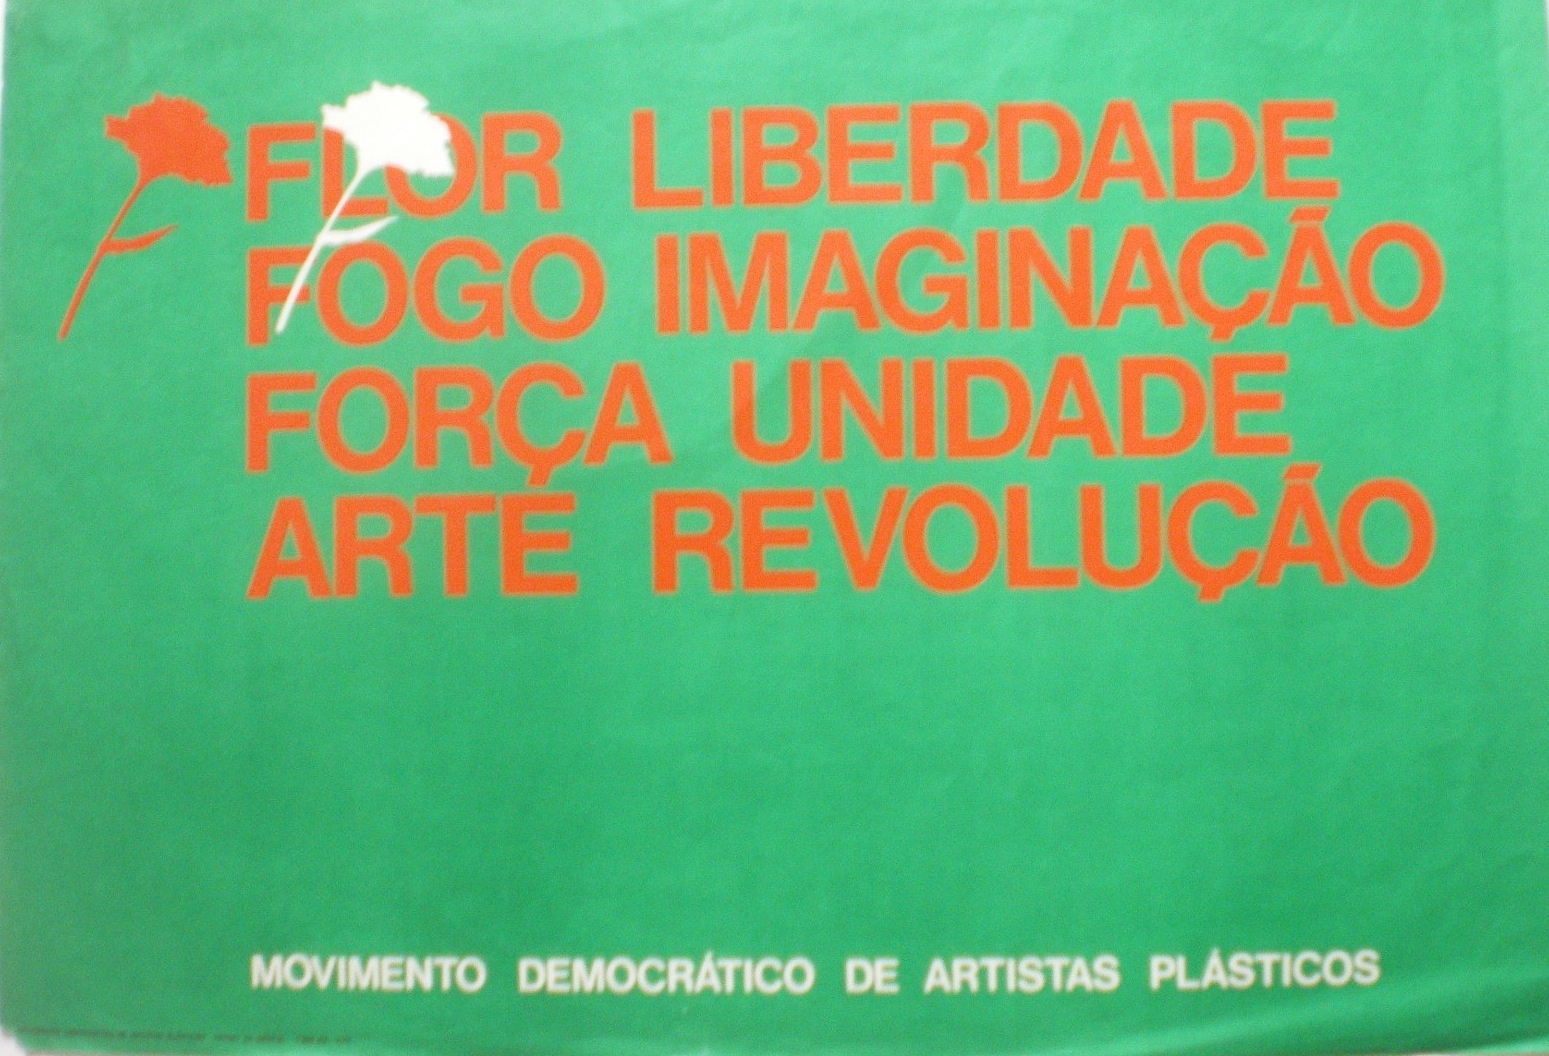 FLOR LIBERDADE
FOGO IMAGINAÇÃO
FORÇA UNIDADE
ARTE REVOLUÇÃO
MOVIMENTO DEMOCRÁTICO DE ARTISTAS PLÁSTICOS